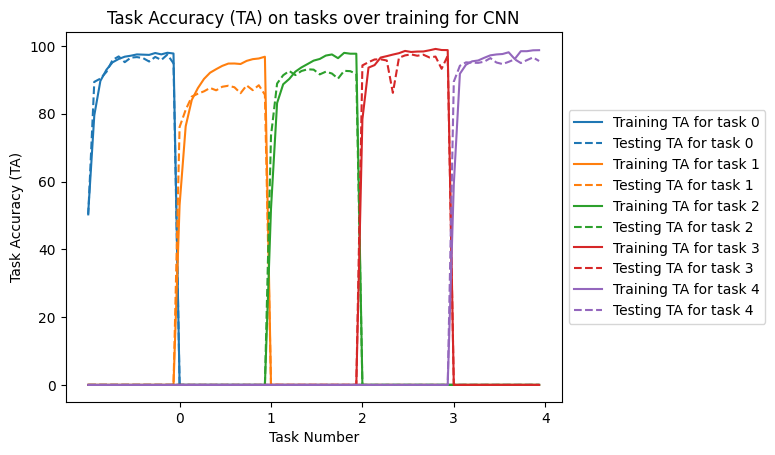 Task Accuracy (TA) on tasks over training for CNN
Task Accuracy (TA)
100
80
60
40
20
0
0
1
2
3
4
Task Number
Training TA for task 0
Testing TA for task 0
Training TA for task 1
Testing TA for task 1
Training TA for task 2
Testing TA for task 2
Training TA for task 3
Testing TA for task 3
Training TA for task 4
Testing TA for task 4